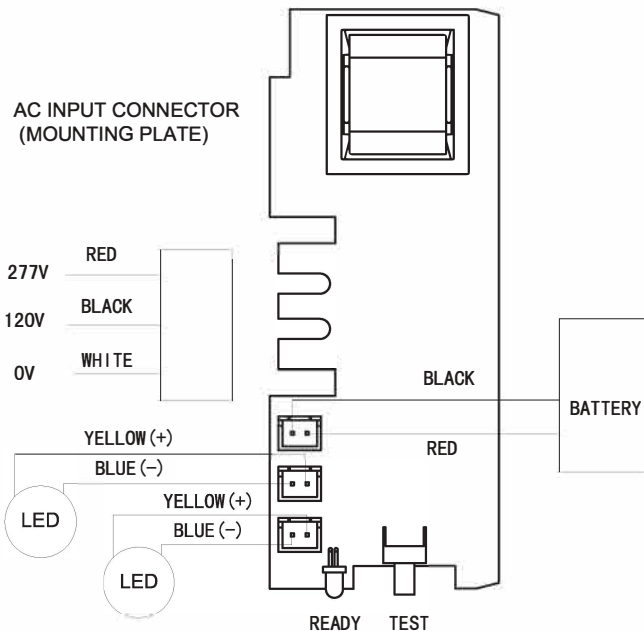 AC INPUT CONNECTOR
(MOUNTING PLATE)
RED
277V
BLACK
120V
WHITE
0V
BLACK
BATTERY
RED
YELLOW(+)
BLUE(-)
LED
YELLOW(+)
BLUE(-)
LED
READY TEST